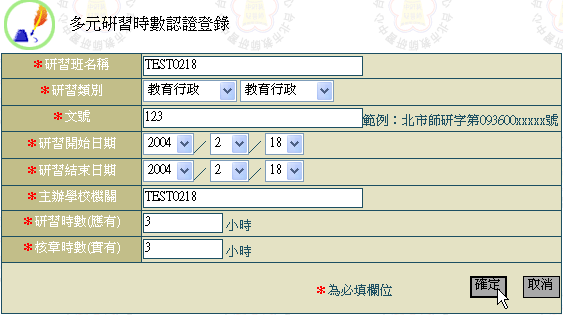 多元研習時數認證登錄
*研習班名稱 TEST0218
*研習類別 教育行政 教育行政
*文號 123 範例：北市師研字第093600xxxxx號
*研習開始日期 2004 / 2 / 18
*研習結束日期 2004 / 2 / 18
*主辦學校機關 TEST0218
*研習時數(應有) 3 小時
*核章時數(實有) 3 小時
*為必填欄位 確定 取消